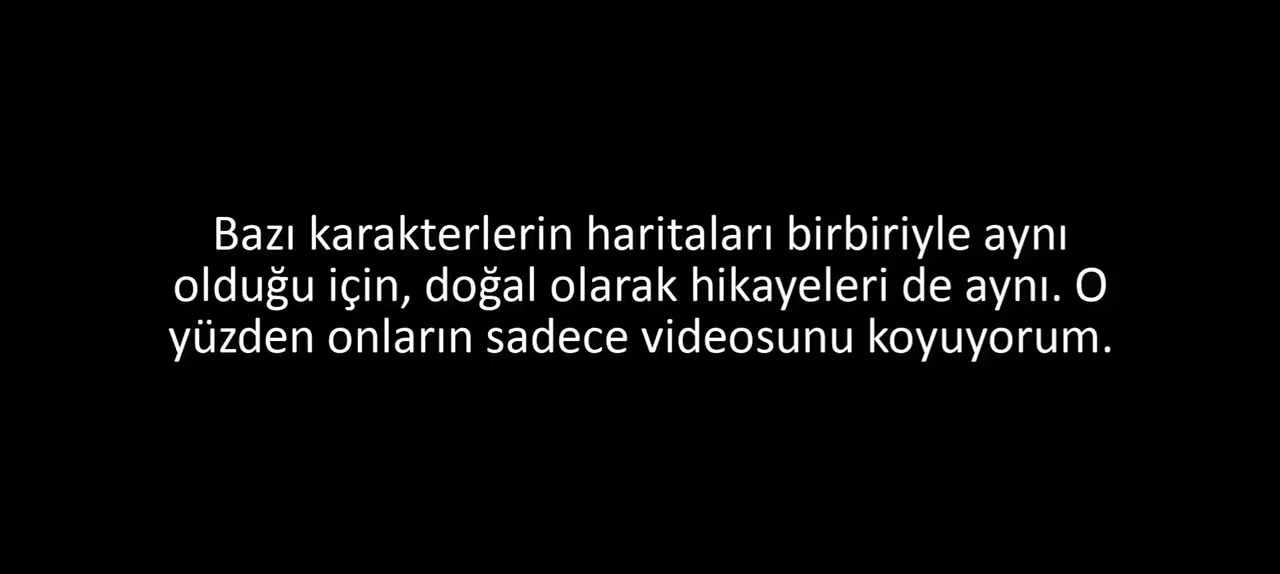 Bazı karakterlerin haritaları birbiriyle aynı
olduğu için, doğal olarak hikayeleri de aynı. O
yüzden onların sadece videosunu koyuyorum.